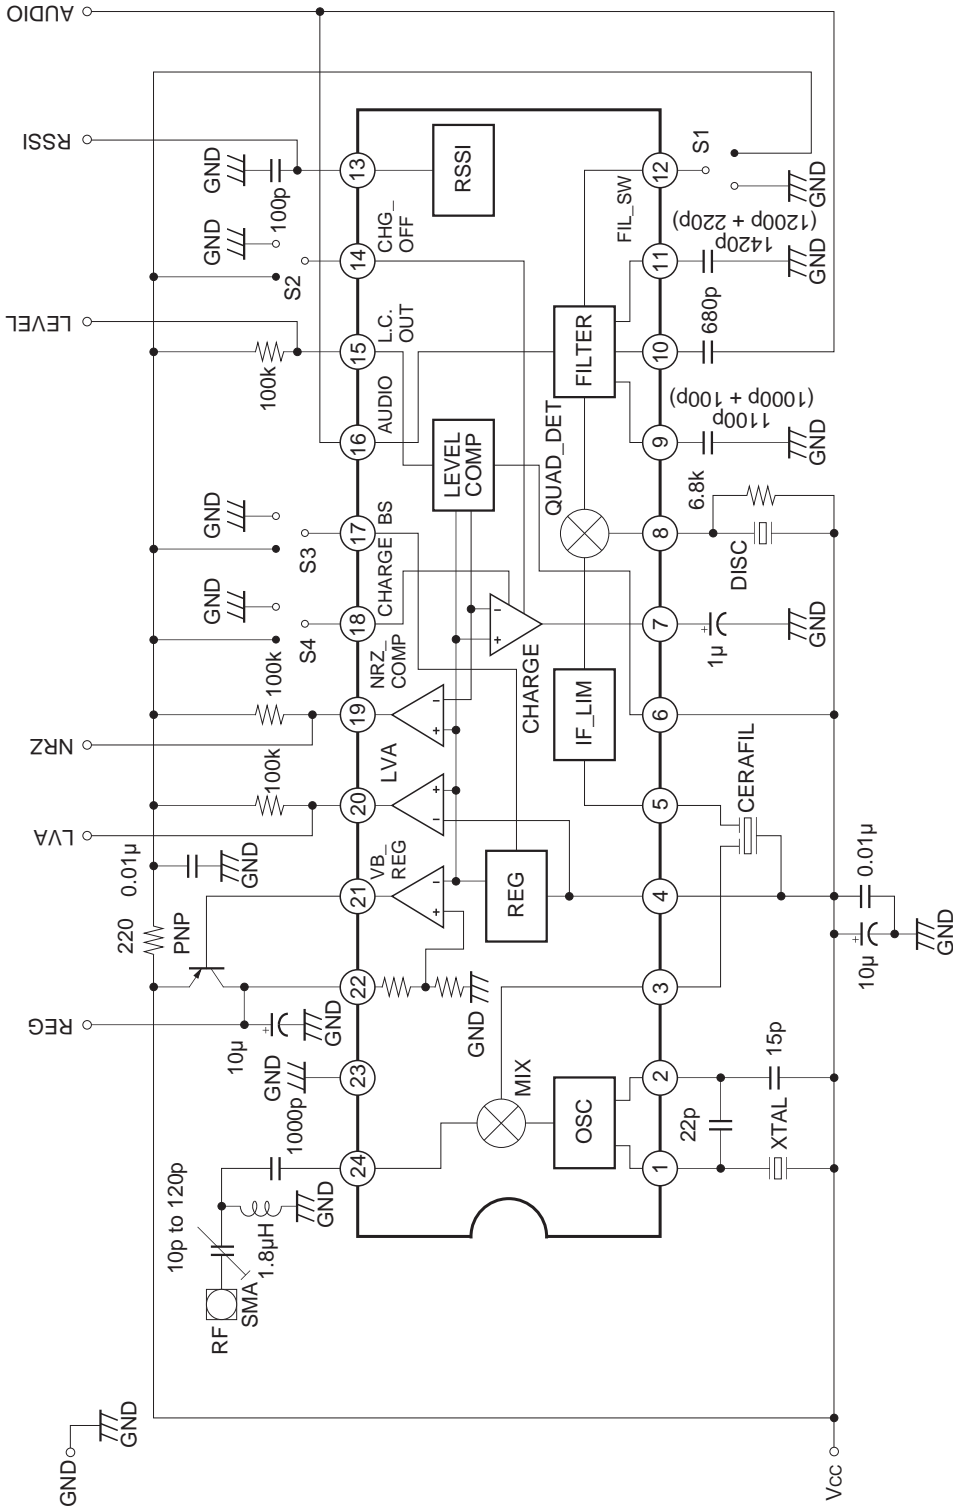 AUDIO
RSSI
LEVEL
NRZ
LVA
REG
GND
GND
GND
100p
GND
S2
100k
GND
S3
GND
S4
100k
100k
0.01μ
GND
220
PNP
10μ
GND
GND
1000p
10p to 120p
1.8μH
GND
SMA
RF
13
14
15
16
17
18
19
20
21
22
23
24
RSSI
CHG_
OFF
L.C.
OUT
AUDIO
BS
CHARGE
NRZ_
COMP
LVA
VB_
REG
LEVEL
COMP
+
−
CHARGE
+
−
+
−
+
−
REG
GND
MIX
OSC
IF_LIM
QUAD_DET
FILTER
FIL_SW
12
11
10
9
8
7
6
5
4
3
2
1
S1
GND
1420p
(1200p + 220p)
GND
680p
1100p
(1000p + 100p)
GND
6.8k
DISC
1μ
+
GND
CERAFIL
0.01μ
10μ
+
GND
15p
22p
XTAL
+
GND
GND
Vcc